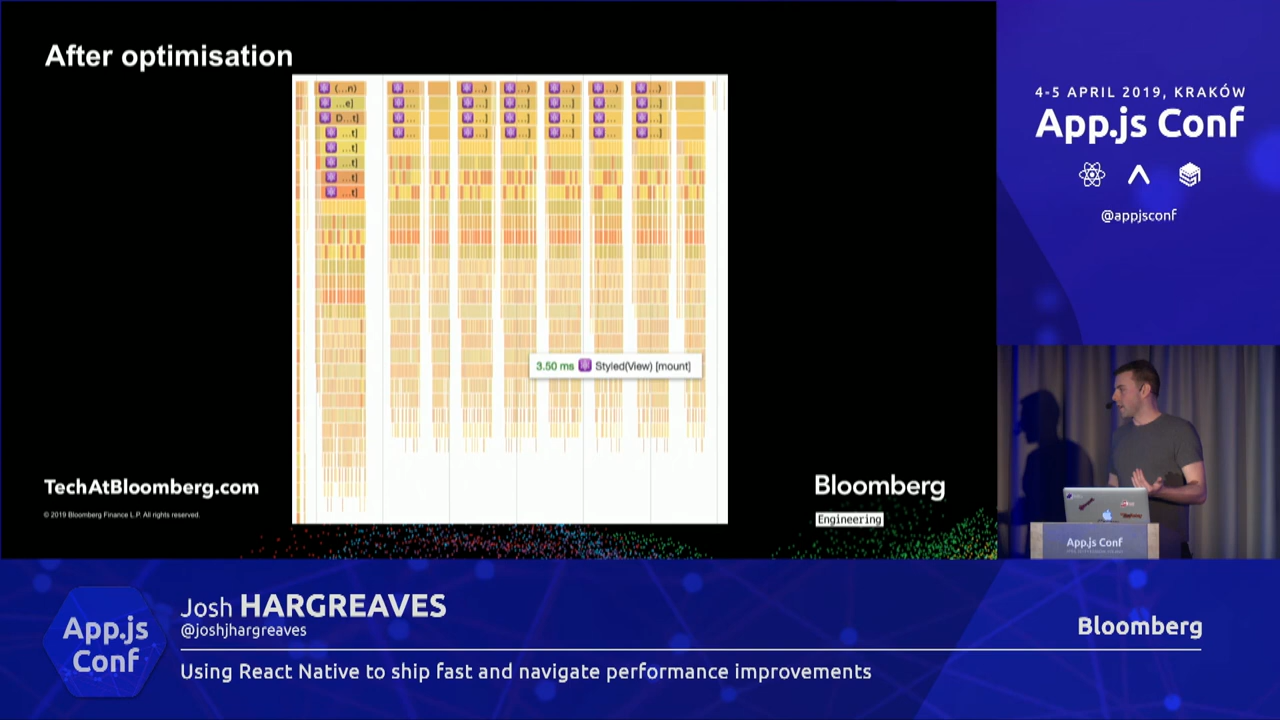 After optimisation
(...n)
...e]
D...t]
...t]
...t]
...t]
...t]
...t]
...
...
...
...
...)
...]
...]
...]
...)
...]
...]
...]
...)
...]
...]
...]
...)
...
...
...
...)
...]
...]
...]
3.50 ms Styled(View) [mount]
TechAtBloomberg.com
© 2019 Bloomberg Finance L.P. All rights reserved.
Bloomberg
Engineering
4-5 APRIL 2019, KRAKÓW
App.js Conf
@appjsconf
App.js Conf
App.js
Conf
Josh HARGREAVES
@joshjhargreaves
Bloomberg
Using React Native to ship fast and navigate performance improvements